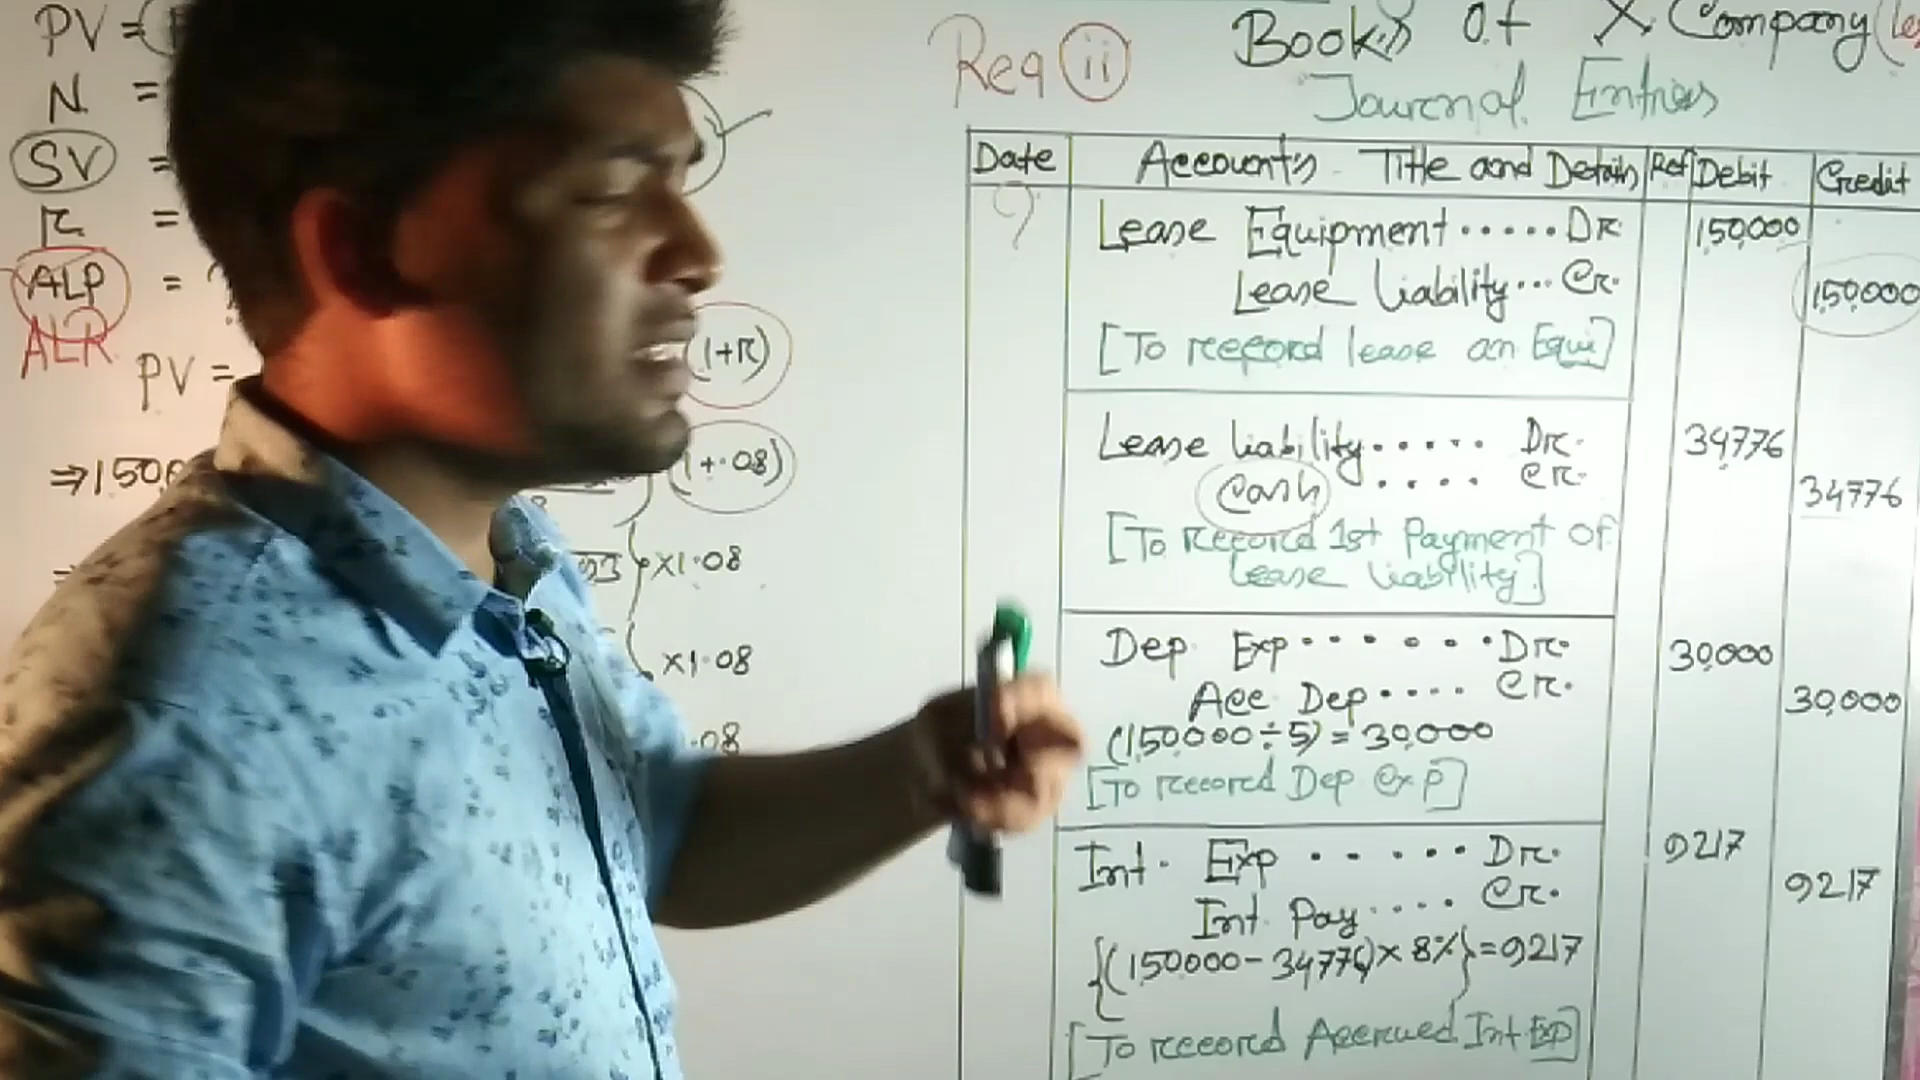 PV =
N =
SV =
R =
ALP = ?
ALR
PV = (1+R)
⇒150,0 (1+.08)
93 ×1.08
×1.08
.08
Req ii
Books Of X Company
Journal Entries
Date Accounts Title and Details Ref Debit Credit
Lease Equipment ..... Dr. 150,000
Lease liability... Cr. 150,000
[To record lease an Equi]
Lease liability..... Dr. 34776
Cash .... Cr. 34776
[To Record 1st Payment Of
lease liability]
Dep. Exp ...... Dr. 30,000
Acc Dep .... Cr. 30,000
(1,50,000÷5) = 30,000
[To record Dep exp]
Int. Exp ..... Dr. 9217
Int. Pay .... Cr. 9217
{(150000-34776)×8%}=9217
[To record Accrued Int Exp]